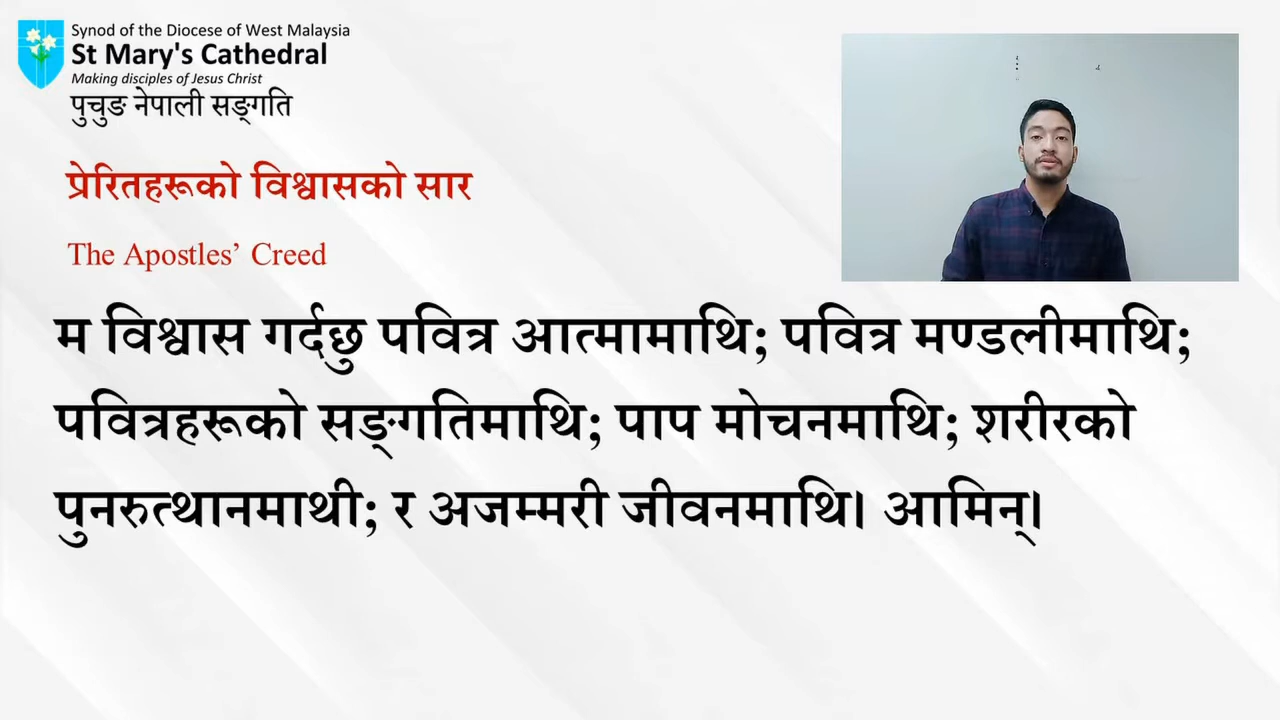 Synod of the Diocese of West Malaysia
St Mary's Cathedral
Making disciples of Jesus Christ
पुचुङ नेपाली सङ्गति
प्रेरितहरूको विश्वासको सार
The Apostles’ Creed
म विश्वास गर्दछु पवित्र आत्मामाथि; पवित्र मण्डलीमाथि;
पवित्रहरूको सङ्गतिमाथि; पाप मोचनमाथि; शरीरको
पुनरुत्थानमाथी; र अजम्मरी जीवनमाथि। आमिन्।